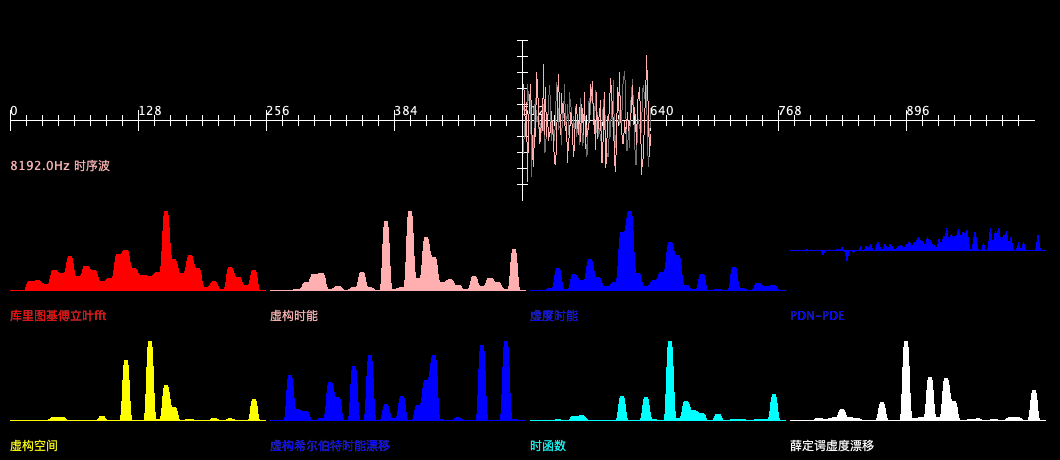 0 128 256 384 640 768 896
8192.0Hz 时序波
库里图基傅立叶fft 虚构时能 虚度时能 PDN-PDE
虚构空间 虚构希尔伯特时能漂移 时函数 薛定谔虚度漂移